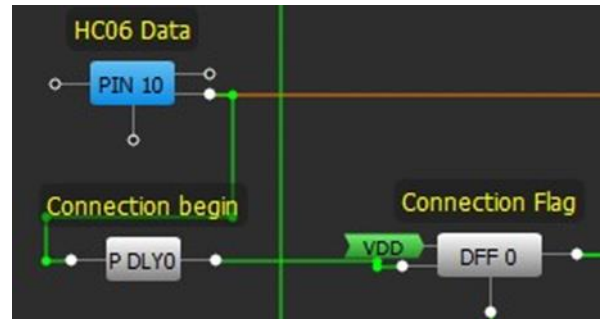 HC06 Data
PIN 10
Connection begin
P DLY0
Connection Flag
VDD
DFF 0